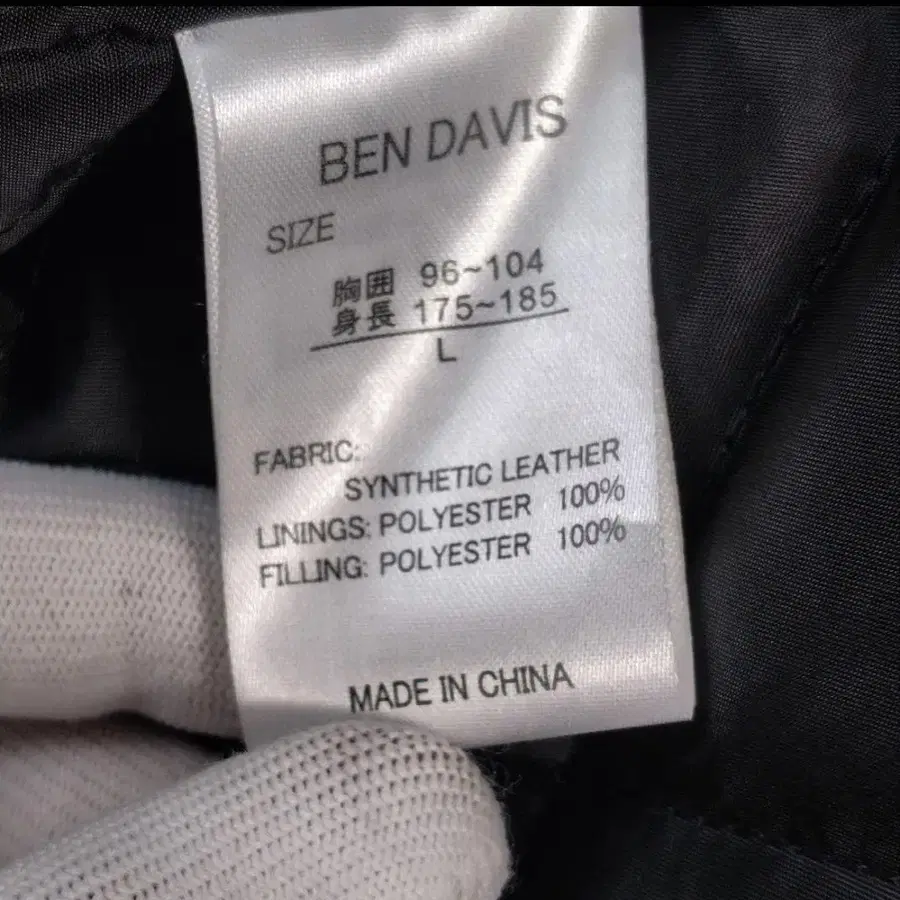 BEN DAVIS
SIZE
胸囲 96~104
身長 175~185
L
FABRIC:
SYNTHETIC LEATHER
LININGS: POLYESTER 100%
FILLING: POLYESTER 100%
MADE IN CHINA